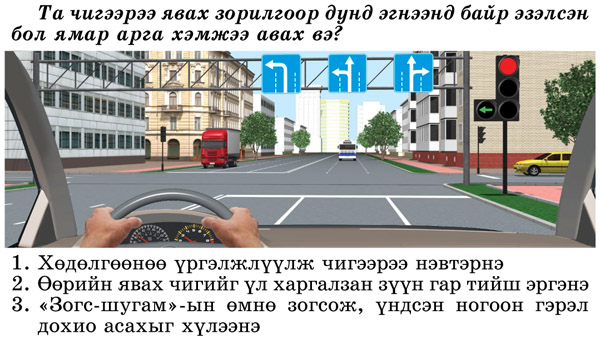 Та чигээрээ явах зорилгоор дунд эгнээнд байр эзэлсэн
бол ямар арга хэмжээ авах вэ?
1. Хөдөлгөөнөө үргэлжлүүлж чигээрээ нэвтэрнэ
2. Өөрийн явах чигийг үл харгалзан зүүн гар тийш эргэнэ
3. «Зогс-шугам»-ын өмнө зогсож, үндсэн ногоон гэрэл
дохио асахыг хүлээнэ